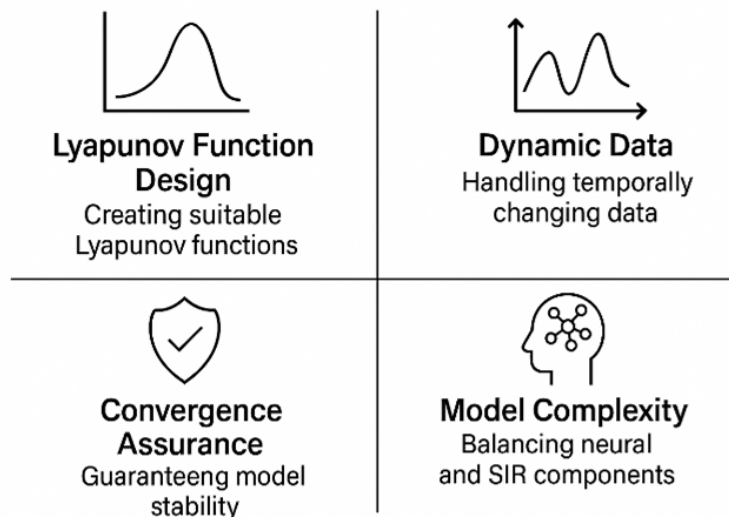 Lyapunov Function
Design
Creating suitable
Lyapunov functions
Dynamic Data
Handling temporally
changing data
Convergence
Assurance
Guaranteeng model
stability
Model Complexity
Balancing neural
and SIR components